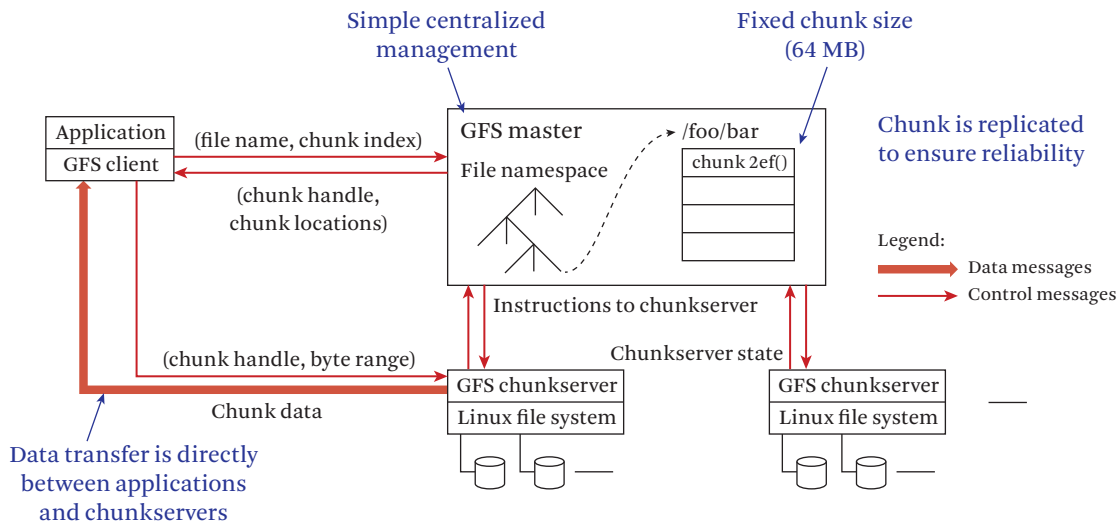 Simple centralized
management
Fixed chunk size
(64 MB)
Application
GFS client
(file name, chunk index)
(chunk handle,
chunk locations)
GFS master
File namespace
/foo/bar
chunk 2ef()
Chunk is replicated
to ensure reliability
Legend:
Data messages
Control messages
Instructions to chunkserver
Chunkserver state
(chunk handle, byte range)
Chunk data
GFS chunkserver
Linux file system
GFS chunkserver
Linux file system
Data transfer is directly
between applications
and chunkservers